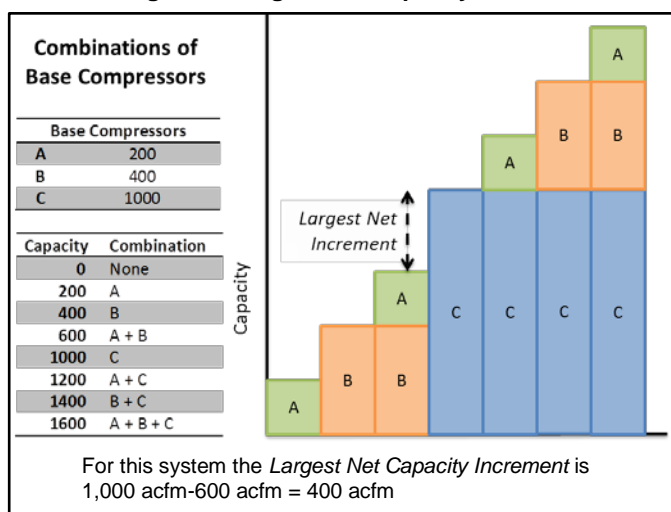 Combinations of
Base Compressors
Base Compressors
A 200
B 400
C 1000
Capacity Combination
0 None
200 A
400 B
600 A + B
1000 C
1200 A + C
1400 B + C
1600 A + B + C
Capacity
Largest Net
Increment
A
B
A
B
C
A
C
B
C
A
B
C
For this system the Largest Net Capacity Increment is
1,000 acfm-600 acfm = 400 acfm